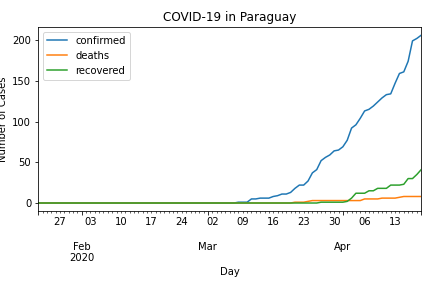 COVID-19 in Paraguay
confirmed
deaths
recovered
200
150
100
50
0
Number of Cases
27 03 10 17 24 02 09 16 23 30 06 13
Feb Mar Apr
2020
Day